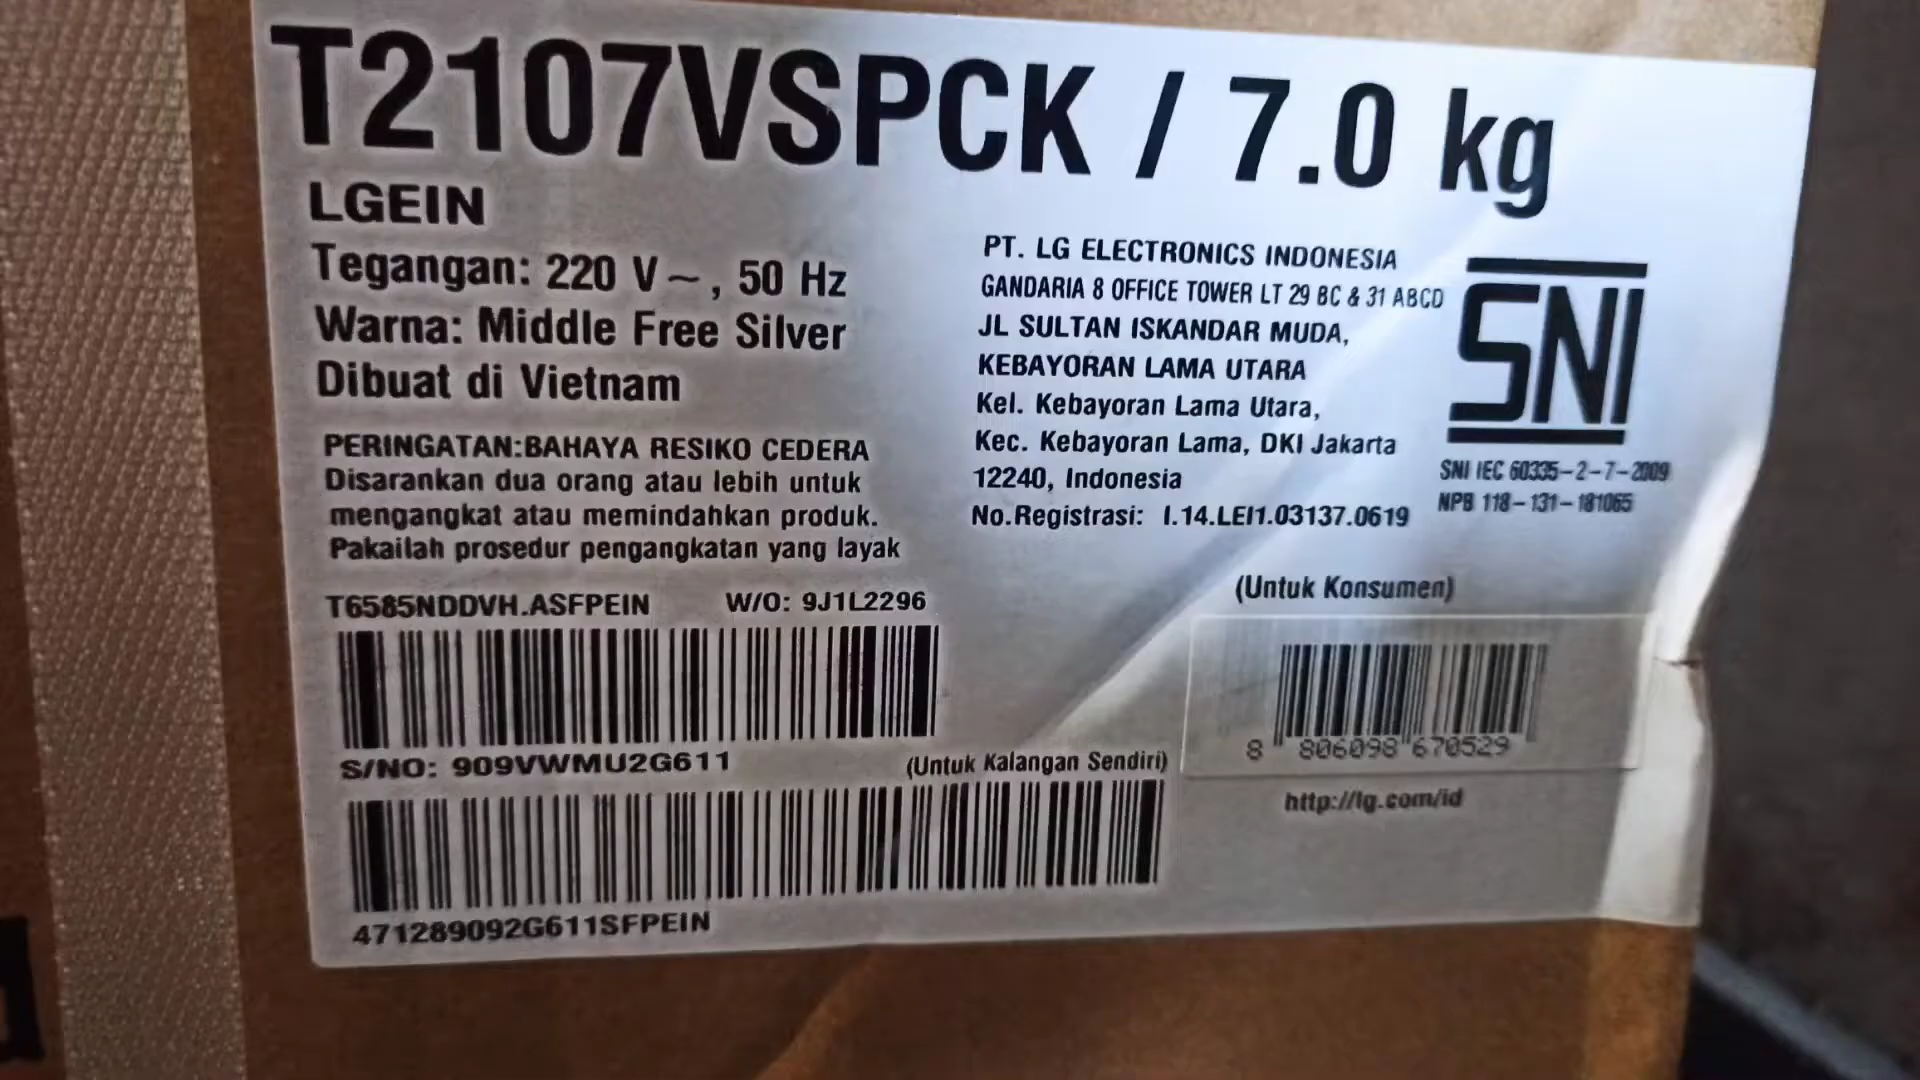 T2107VSPCK / 7.0 kg
LGEIN
Tegangan: 220 V ~ , 50 Hz
Warna: Middle Free Silver
Dibuat di Vietnam
PERINGATAN:BAHAYA RESIKO CEDERA
Disarankan dua orang atau lebih untuk
mengangkat atau memindahkan produk.
Pakailah prosedur pengangkatan yang layak
PT. LG ELECTRONICS INDONESIA
GANDARIA 8 OFFICE TOWER LT 29 BC & 31 ABCD
JL SULTAN ISKANDAR MUDA,
KEBAYORAN LAMA UTARA
Kel. Kebayoran Lama Utara,
Kec. Kebayoran Lama, DKI Jakarta
12240, Indonesia
No.Registrasi: I.14.LEI1.03137.0619
SNI
SNI IEC 60335-2-7-2009
NPB 118-131-181065
T6585NDDVH.ASFPEIN W/O: 9J1L2296
S/NO: 909VWMU2G611 (Untuk Kalangan Sendiri)
471289092G611SFPEIN
(Untuk Konsumen)
8 806098 670529
http://lg.com/id